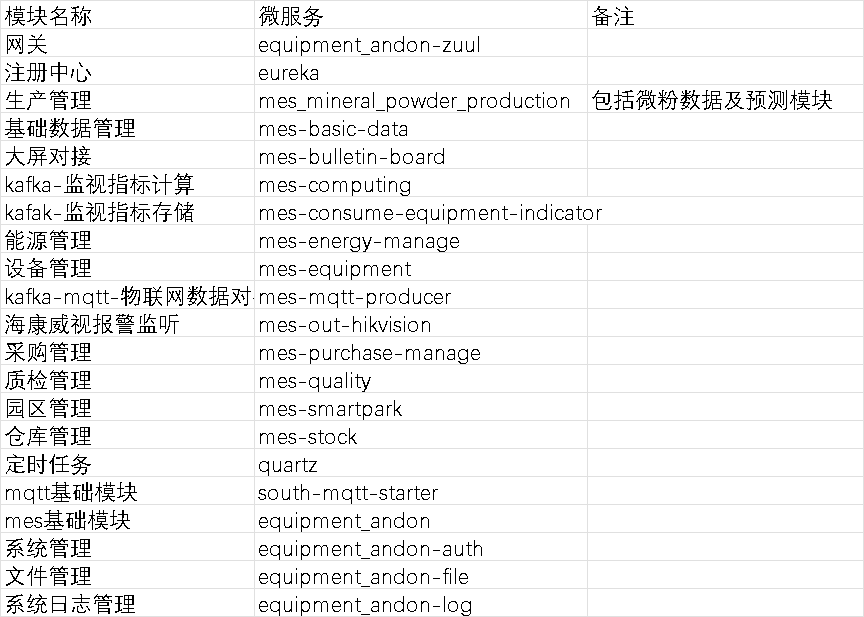 模块名称 微服务 备注
网关 equipment_andon-zuul
注册中心 eureka
生产管理 mes_mineral_powder_production 包括微粉数据及预测模块
基础数据管理 mes-basic-data
大屏对接 mes-bulletin-board
kafka-监视指标计算 mes-computing
kafak-监视指标存储 mes-consume-equipment-indicator
能源管理 mes-energy-manage
设备管理 mes-equipment
kafka-mqtt-物联网数据对 mes-mqtt-producer
海康威视报警监听 mes-out-hikvision
采购管理 mes-purchase-manage
质检管理 mes-quality
园区管理 mes-smartpark
仓库管理 mes-stock
定时任务 quartz
mqtt基础模块 south-mqtt-starter
mes基础模块 equipment_andon
系统管理 equipment_andon-auth
文件管理 equipment_andon-file
系统日志管理 equipment_andon-log